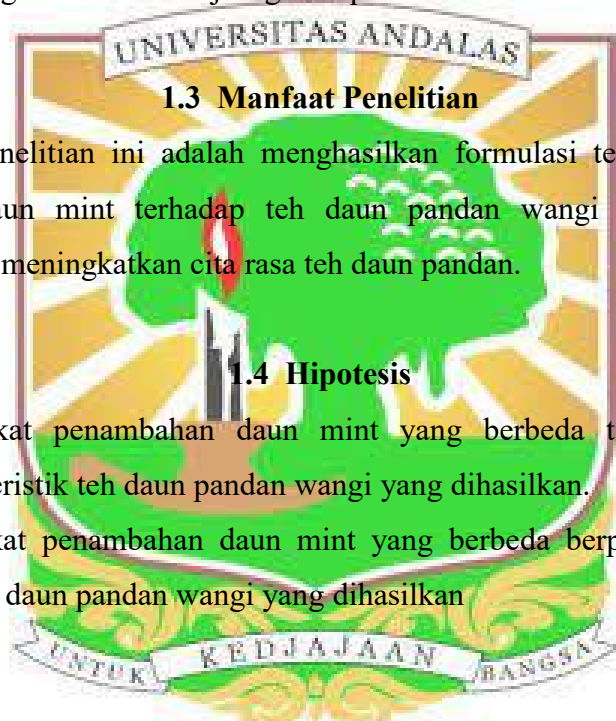 UNIVERSITAS ANDALAS
1.3 Manfaat Penelitian
nelitian ini adalah menghasilkan formulasi te
aun mint terhadap teh daun pandan wangi
meningkatkan cita rasa teh daun pandan.
1.4 Hipotesis
kat penambahan daun mint yang berbeda t
eristik teh daun pandan wangi yang dihasilkan.
kat penambahan daun mint yang berbeda berp
daun pandan wangi yang dihasilkan
UNTUK KEDJAJAAN BANGSA